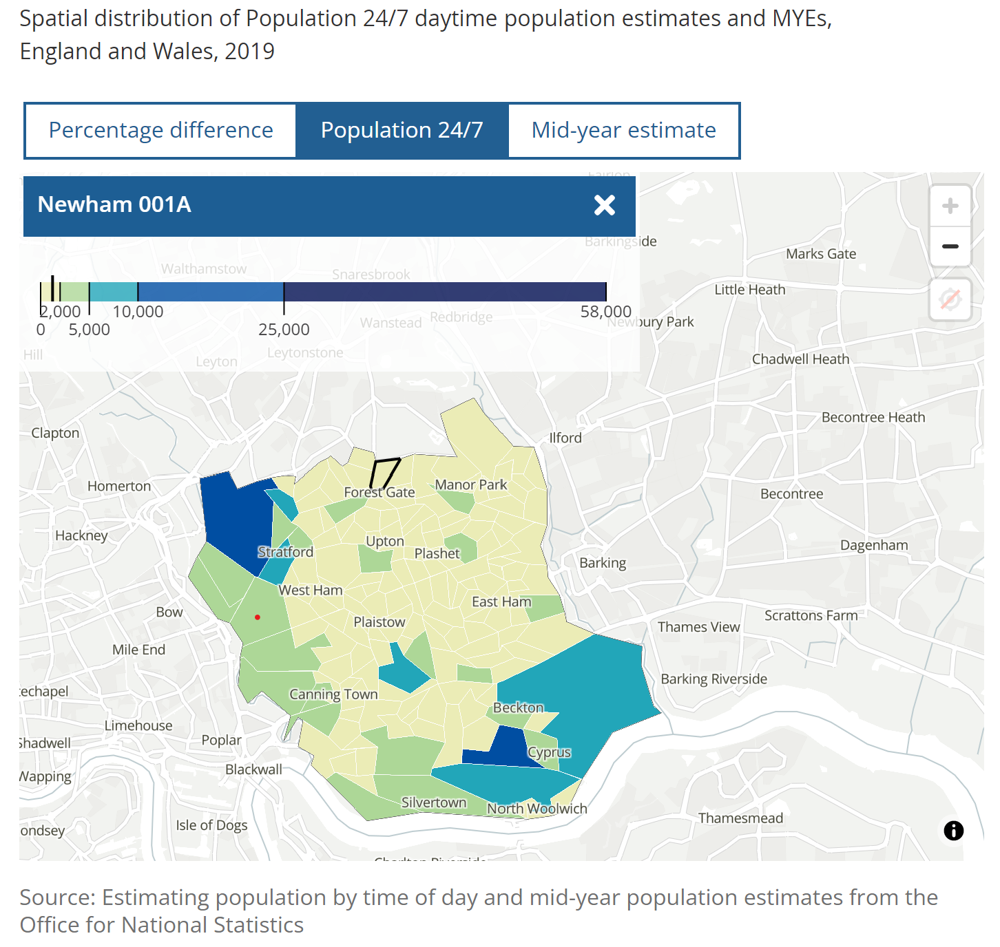 Spatial distribution of Population 24/7 daytime population estimates and MYEs,
England and Wales, 2019
Percentage difference
Population 24/7
Mid-year estimate
Fairlop
Newham 001A
Barkingside
Marks Gate
Walthamstow
Snaresbrook
Little Heath
2,000
10,000
58,000
Wanstead
Redbridge
Newbury Park
0
5,000
25,000
Hill
Leyton
Leytonstone
Chadwell Heath
Becontree Heath
Clapton
Ilford
Homerton
Manor Park
Forest Gate
Becontree
Hackney
Upton
Stratford
Plashet
Dagenham
Barking
West Ham
East Ham
Bow
Plaistow
Scrattons Farm
Thames View
Mile End
Barking Riverside
techapel
Canning Town
Beckton
Limehouse
Shadwell
Poplar
Cyprus
Blackwall
Wapping
Silvertown
North Woolwich
Thamesmead
Isle of Dogs
ondsey
Charlton Riverside
Source: Estimating population by time of day and mid-year population estimates from the
Office for National Statistics